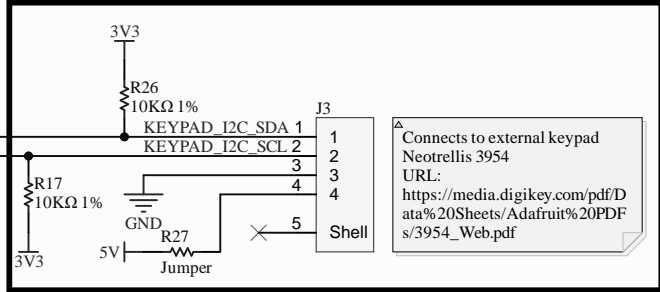 3V3
R26
10KΩ 1%
J3
KEYPAD_I2C_SDA 1
1
KEYPAD_I2C_SCL 2
2
3
3
4
4
5
Shell
R17
10KΩ 1%
3V3
GND
R27
5V
Jumper
Connects to external keypad
Neotrellis 3954
URL:
https://media.digikey.com/pdf/D
ata%20Sheets/Adafruit%20PDF
s/3954_Web.pdf